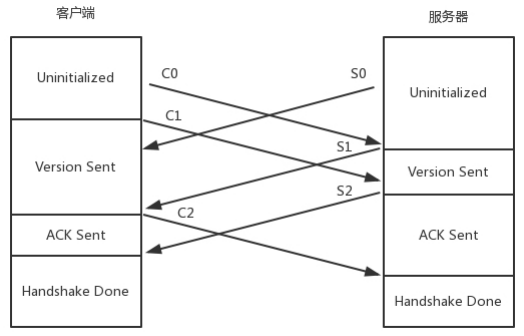 客户端
服务器
C0
S0
Uninitialized
Uninitialized
C1
S1
Version Sent
Version Sent
S2
C2
ACK Sent
ACK Sent
Handshake Done
Handshake Done